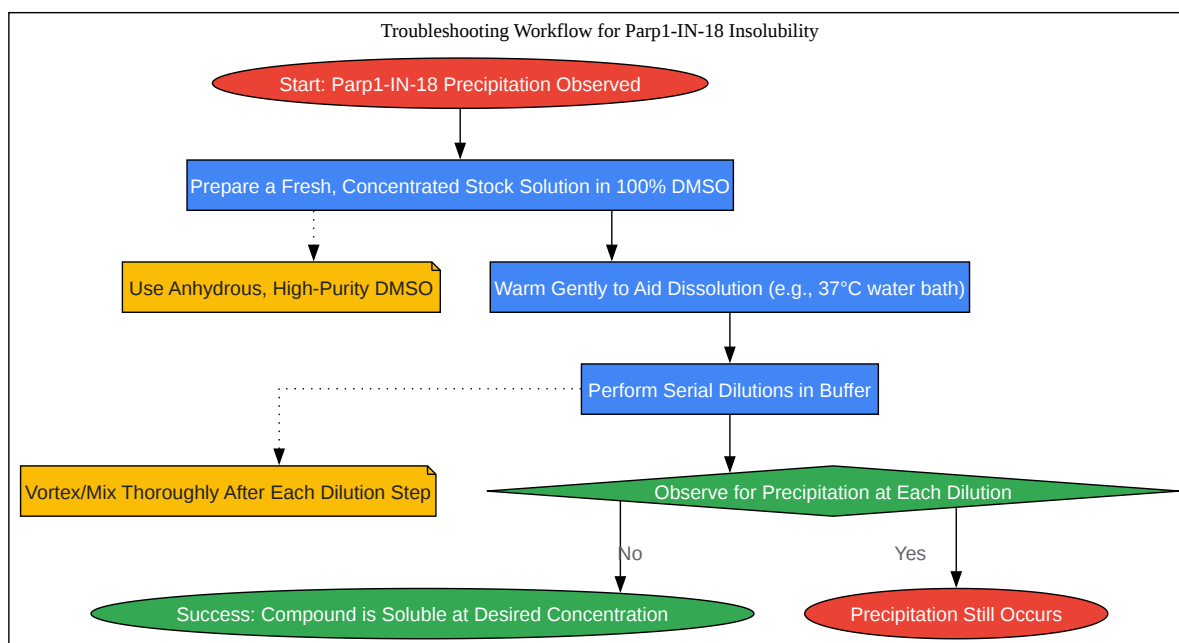 Troubleshooting Workflow for Parp1-IN-18 Insolubility
Start: Parp1-IN-18 Precipitation Observed
Prepare a Fresh, Concentrated Stock Solution in 100% DMSO
Use Anhydrous, High-Purity DMSO
Warm Gently to Aid Dissolution (e.g., 37°C water bath)
Perform Serial Dilutions in Buffer
Vortex/Mix Thoroughly After Each Dilution Step
Observe for Precipitation at Each Dilution
No
Yes
Success: Compound is Soluble at Desired Concentration
Precipitation Still Occurs